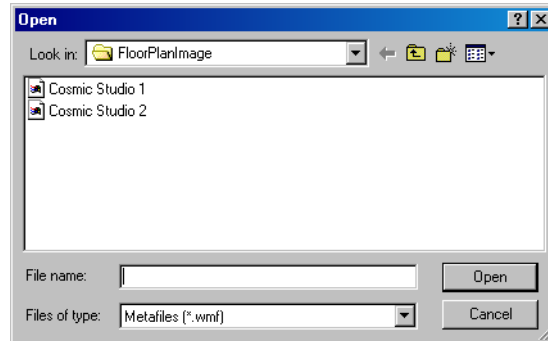 Open
Look in: FloorPlanImage
Cosmic Studio 1
Cosmic Studio 2
File name: Open
Files of type: Metafiles (*.wmf) Cancel